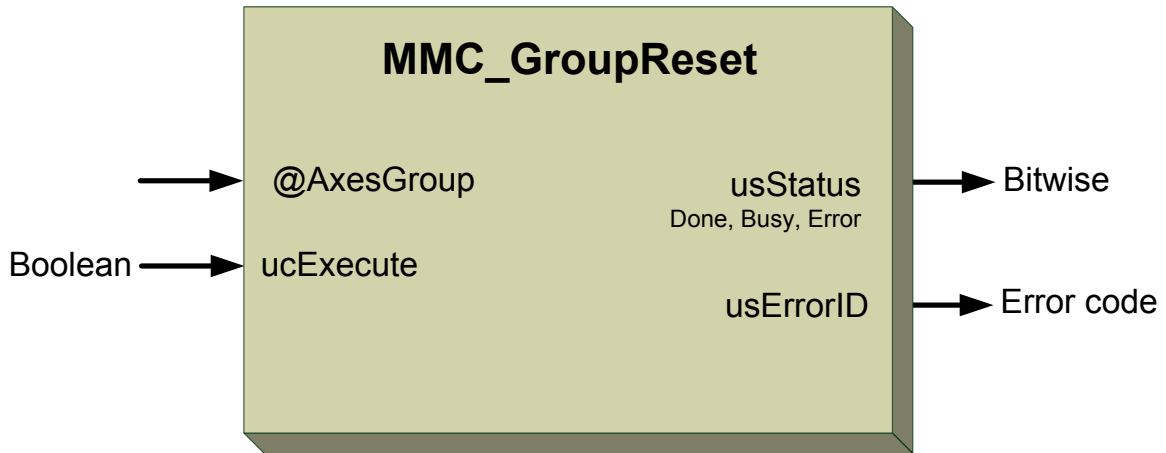 MMC_GroupReset
@AxesGroup
usStatus
Bitwise
Done, Busy, Error
Boolean
ucExecute
usErrorID
Error code